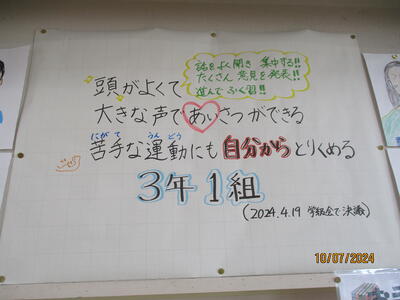 話をよく聞き 集中する!!
たくさん 意見を発表!!
進んでふく習!!
頭がよくて
大きな声であいさつができる
にがて うんどう
苦手な運動にも自分からとりくめる
3年1組
(2024.4.19 学級会で決議)
10/07/2024